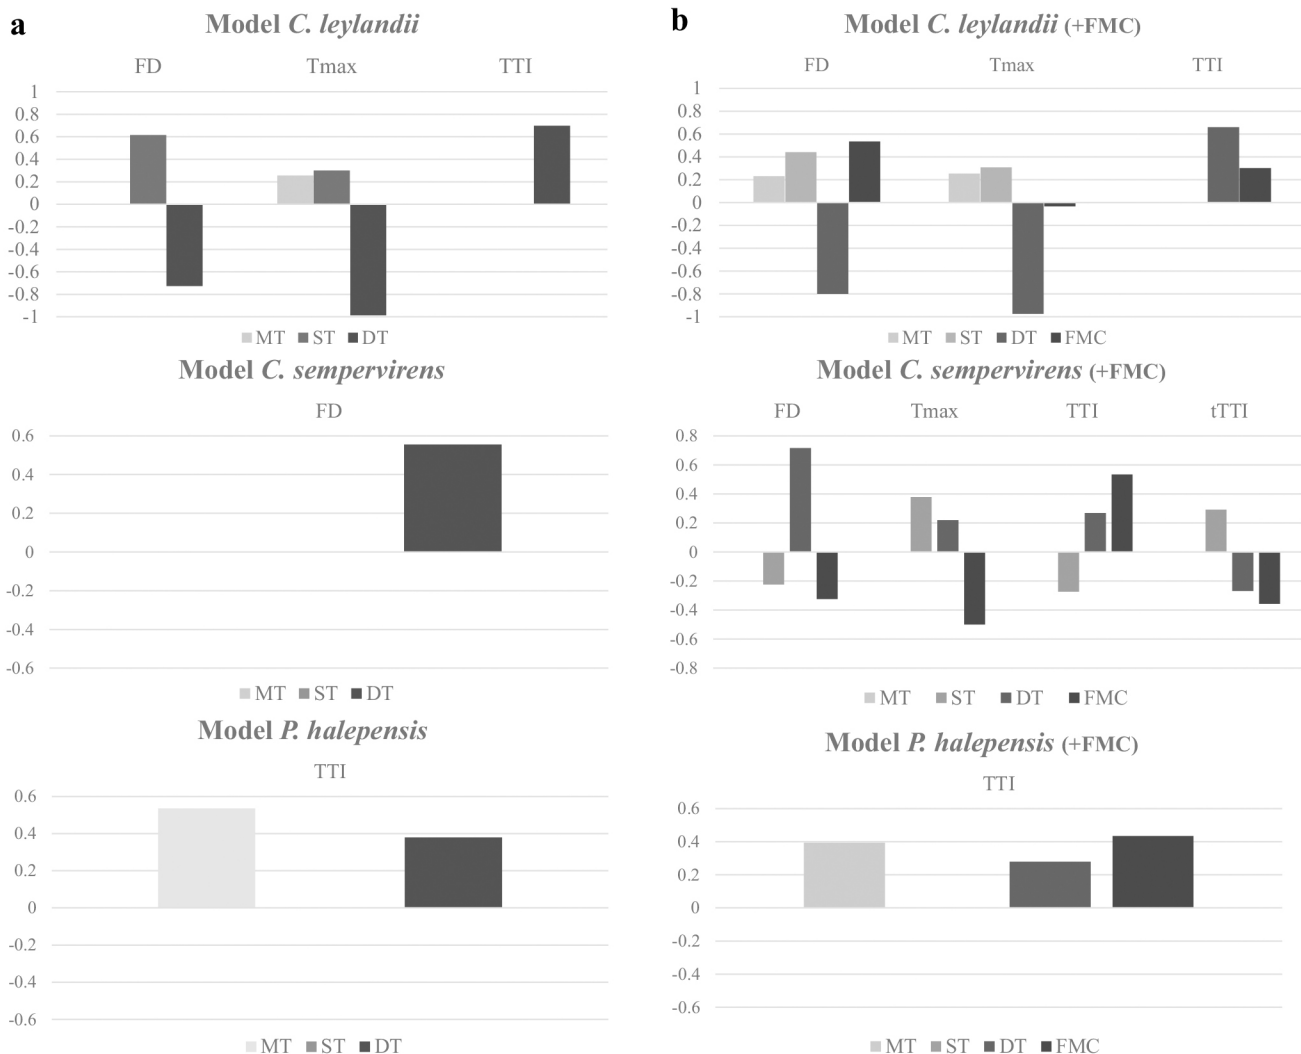 a
Model C. leylandii
FD Tmax TTI
1
0.8
0.6
0.4
0.2
0
-0.2
-0.4
-0.6
-0.8
-1
MT ST DT
Model C. sempervirens
FD
0.6
0.4
0.2
0
-0.2
-0.4
-0.6
MT ST DT
Model P. halepensis
TTI
0.6
0.4
0.2
0
-0.2
-0.4
-0.6
MT ST DT
b
Model C. leylandii (+FMC)
FD Tmax TTI
1
0.8
0.6
0.4
0.2
0
-0.2
-0.4
-0.6
-0.8
-1
MT ST DT FMC
Model C. sempervirens (+FMC)
FD Tmax TTI tTTI
0.8
0.6
0.4
0.2
0
-0.2
-0.4
-0.6
-0.8
MT ST DT FMC
Model P. halepensis (+FMC)
TTI
0.6
0.4
0.2
0
-0.2
-0.4
-0.6
MT ST DT FMC